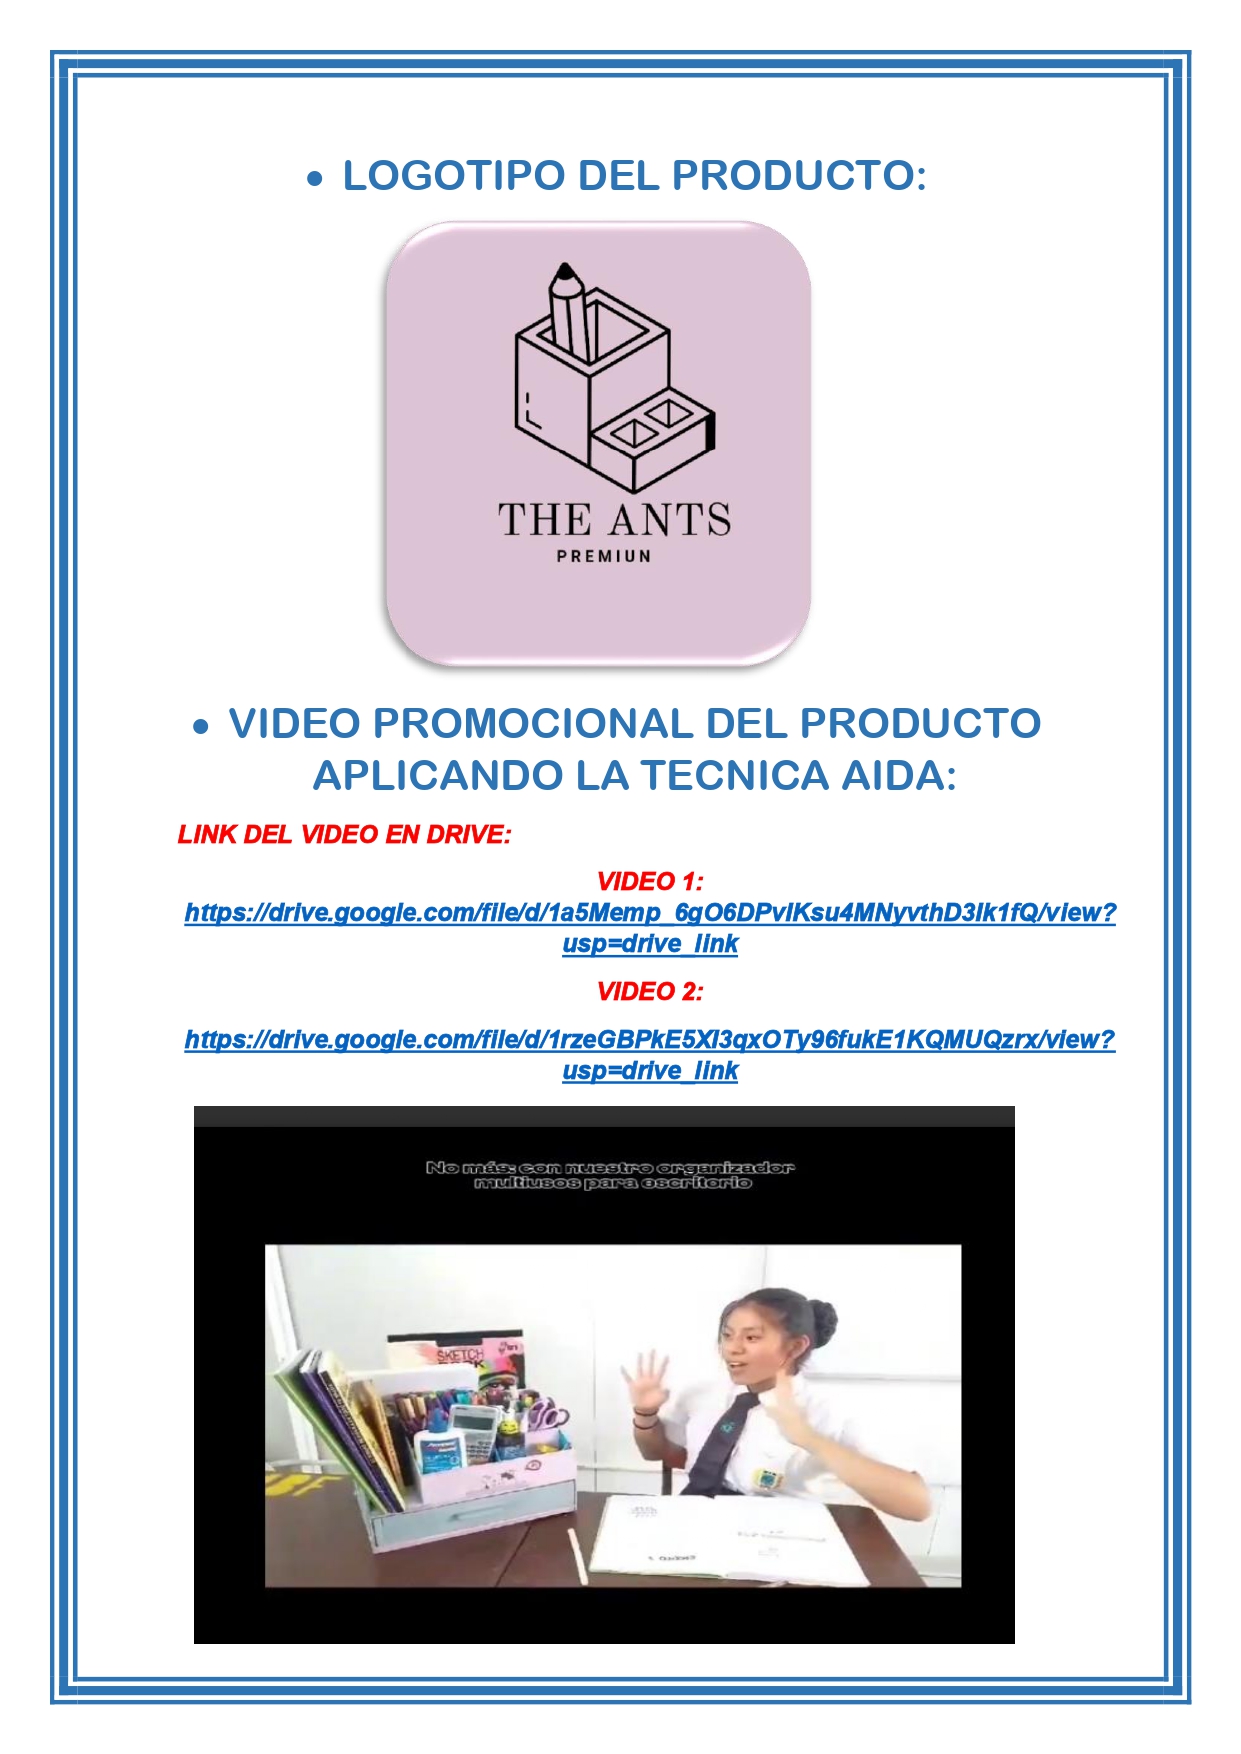 • LOGOTIPO DEL PRODUCTO:
THE ANTS
PREMIUN
• VIDEO PROMOCIONAL DEL PRODUCTO
APLICANDO LA TECNICA AIDA:
LINK DEL VIDEO EN DRIVE:
VIDEO 1:
https://drive.google.com/file/d/1a5Memp_6gO6DPvIKsu4MNyvthD3Ik1fQ/view?
usp=drive_link
VIDEO 2:
https://drive.google.com/file/d/1rzeGBPkE5XI3qxOTy96fukE1KQMUQzrx/view?
usp=drive_link
No más: con nuestro organizador
multiusos para escritorio
SKETCH